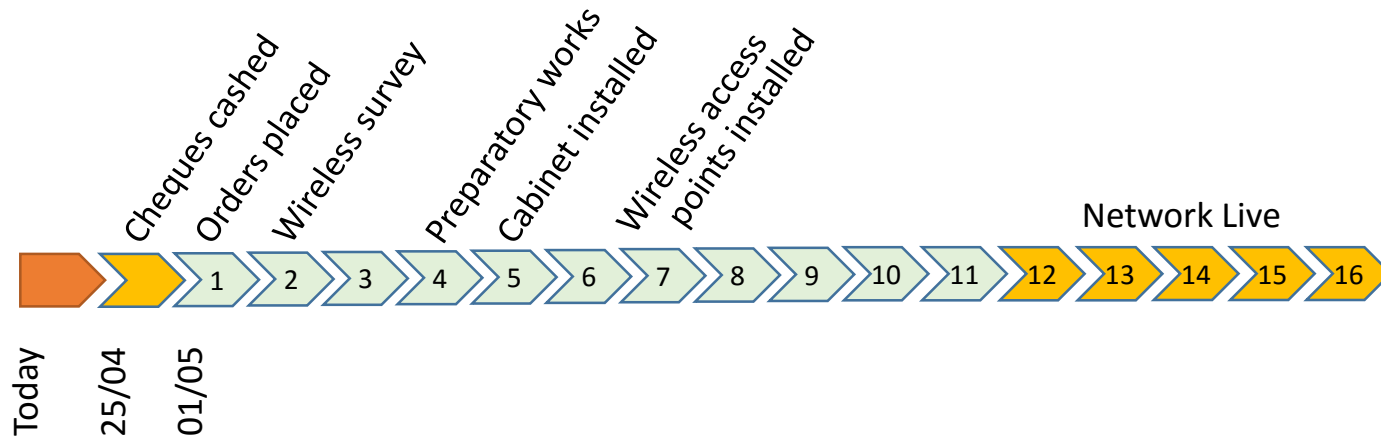 Cheques cashed
Orders placed
Wireless survey
Preparatory works
Cabinet installed
Wireless access
points installed
Network Live
1 2 3 4 5 6 7 8 9 10 11 12 13 14 15 16
Today
25/04
01/05